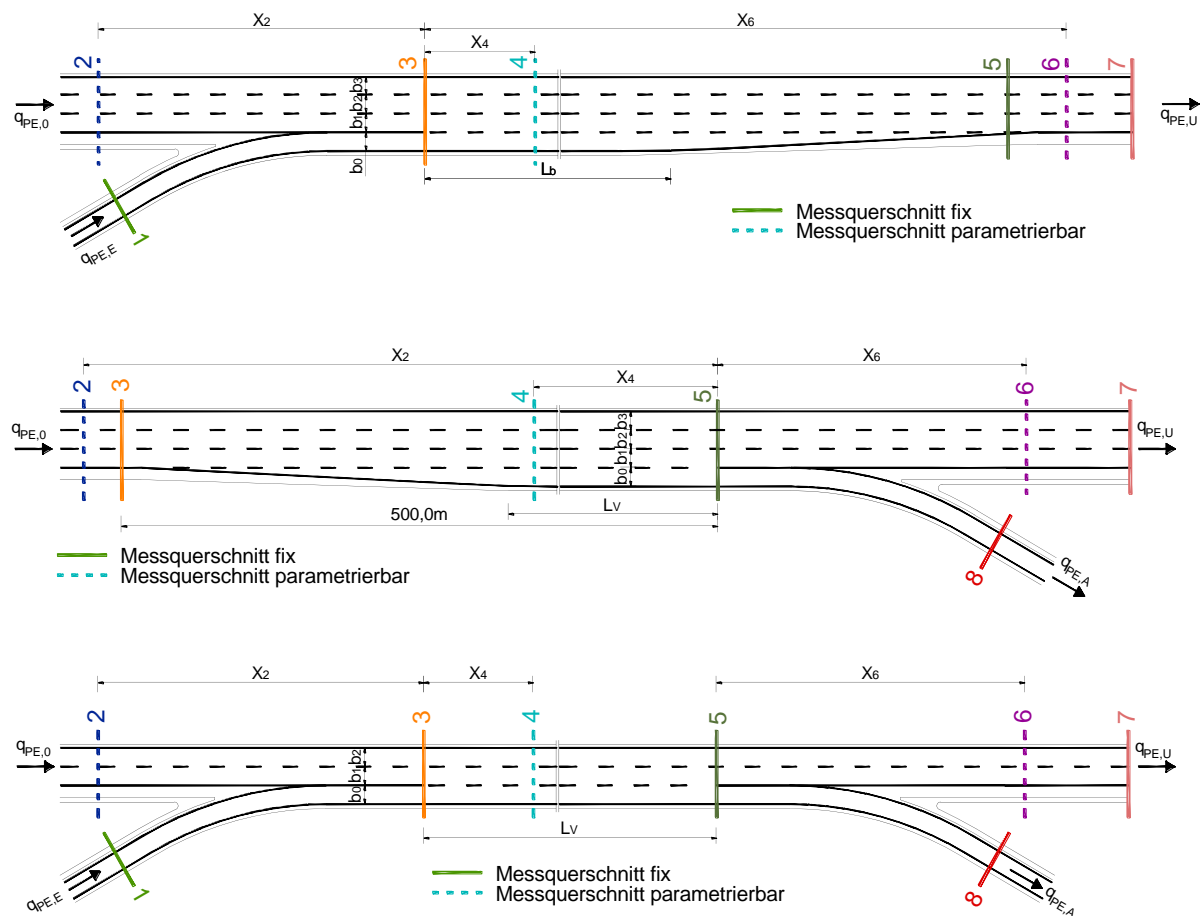 X2
X6
X4
2
3
4
5
6
7
qPE,0
b3
b2
b1
b0
qPE,U
Lb
1
qPE,E
Messquerschnitt fix
Messquerschnitt parametrierbar
X2
X6
X4
2
3
4
5
6
7
qPE,0
b3
b2
b1
b0
qPE,U
LV
500,0m
Messquerschnitt fix
Messquerschnitt parametrierbar
8
qPE,A
X2
X4
X6
2
3
4
5
6
7
qPE,0
b2
b1
b0
qPE,U
LV
1
qPE,E
Messquerschnitt fix
Messquerschnitt parametrierbar
8
qPE,A